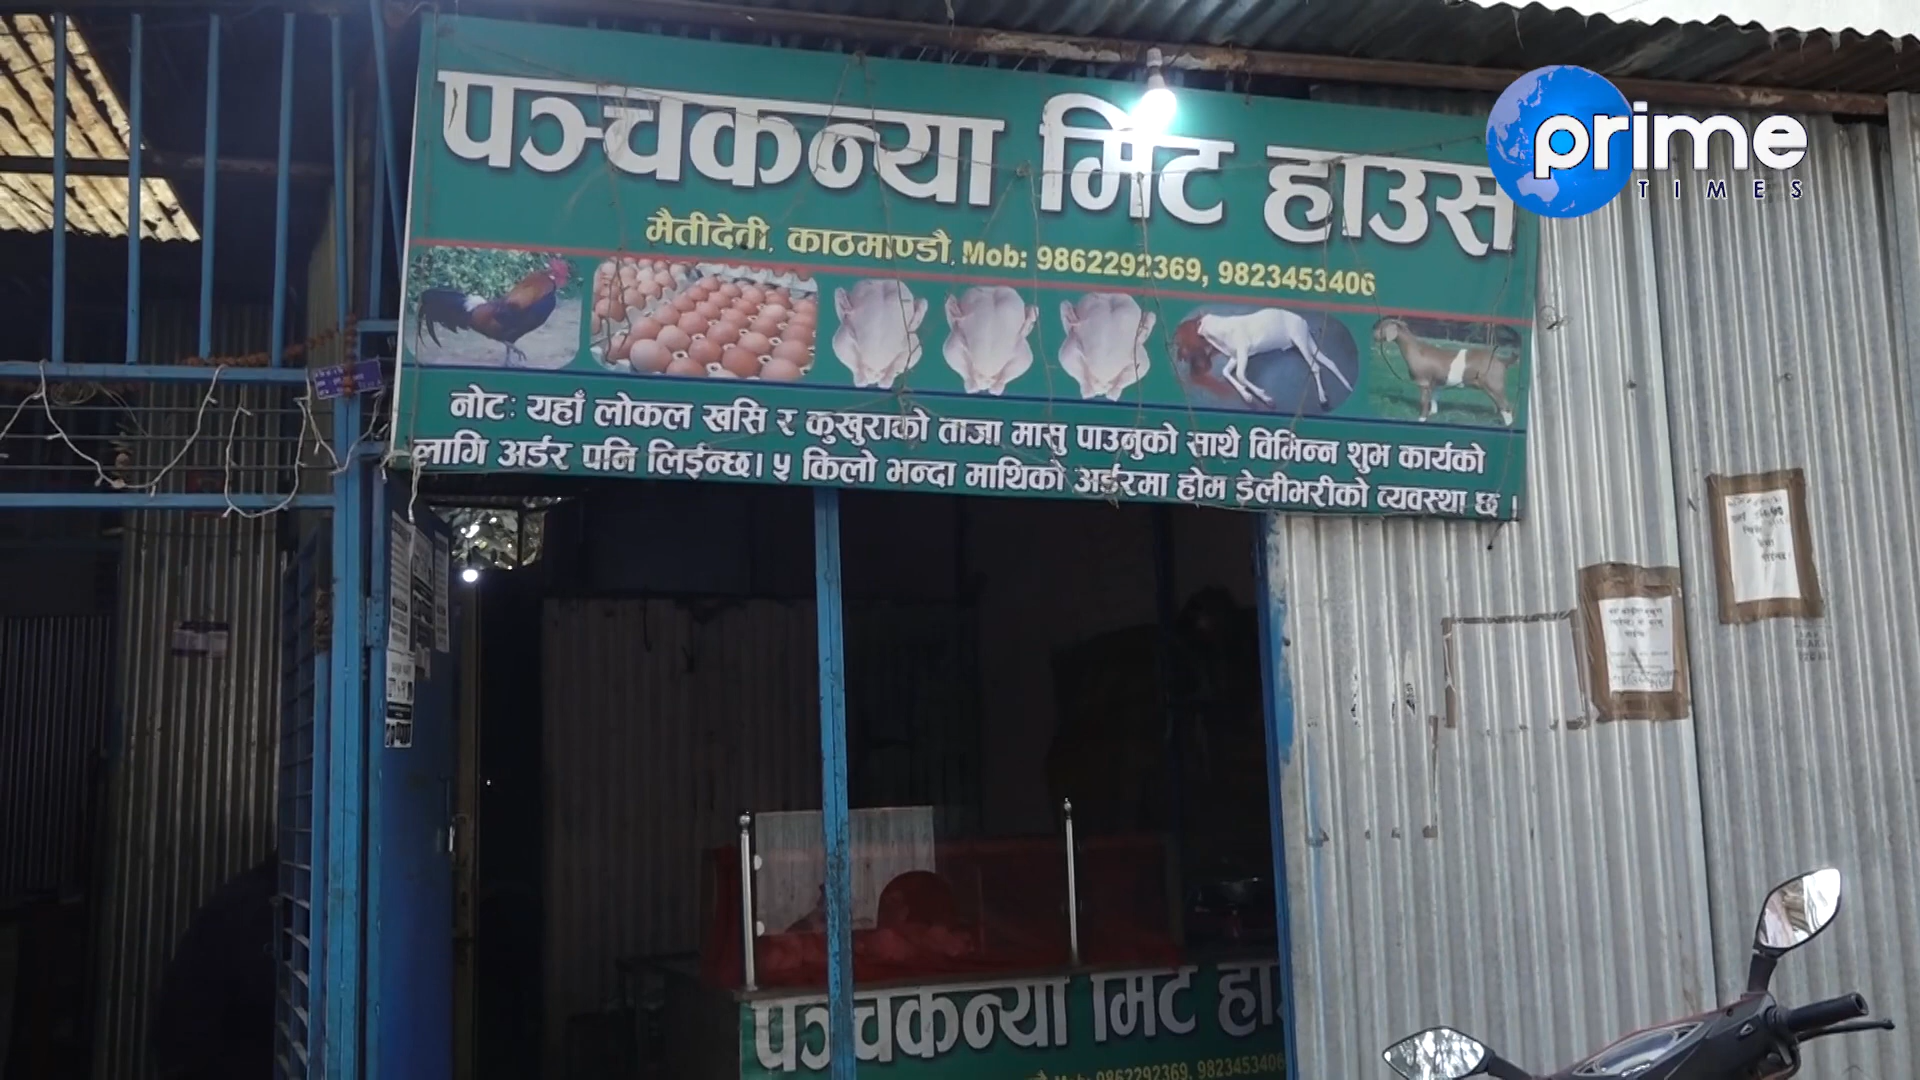 पञ्चकन्या मिट हाउस
prime
TIMES
मैतीदेवी, काठमाण्डौ, Mob: 9862292369, 9823453406
नोटः यहाँ लोकल खसि र कुखुराको ताजा मासु पाउनुको साथै विभिन्न शुभ कार्यको
लागि अर्डर पनि लिईन्छ। ५ किलो भन्दा माथिको अर्डरमा होम डेलीभरीको व्यवस्था छ ।
पञ्चकन्या मिट
Mob: 9862292369, 9823453406